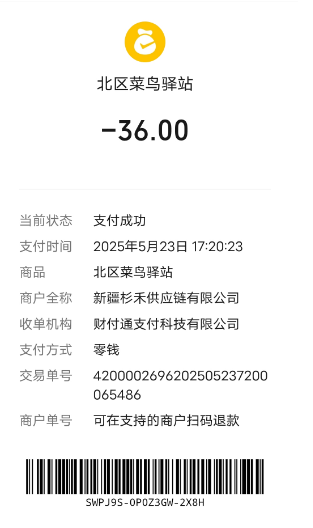 北区菜鸟驿站
-36.00
当前状态 支付成功
支付时间 2025年5月23日 17:20:23
商品 北区菜鸟驿站
商户全称 新疆杉禾供应链有限公司
收单机构 财付通支付科技有限公司
支付方式 零钱
交易单号 4200002696202505237200
065486
商户单号 可在支持的商户扫码退款
SWPJ9S-0P0Z3GW-2X8H